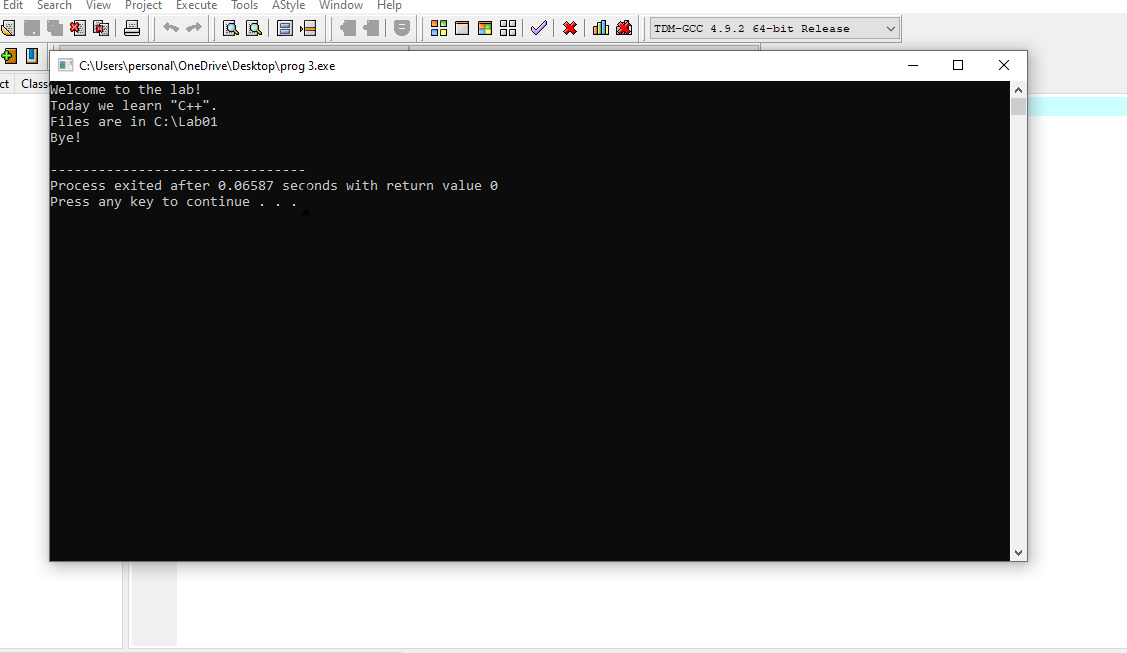 Edit Search View Project Execute Tools AStyle Window Help
TDM-GCC 4.9.2 64-bit Release
ct Class
C:\Users\personal\OneDrive\Desktop\prog 3.exe
Welcome to the lab!
Today we learn "C++".
Files are in C:\Lab01
Bye!
--------------------------------
Process exited after 0.06587 seconds with return value 0
Press any key to continue . . .